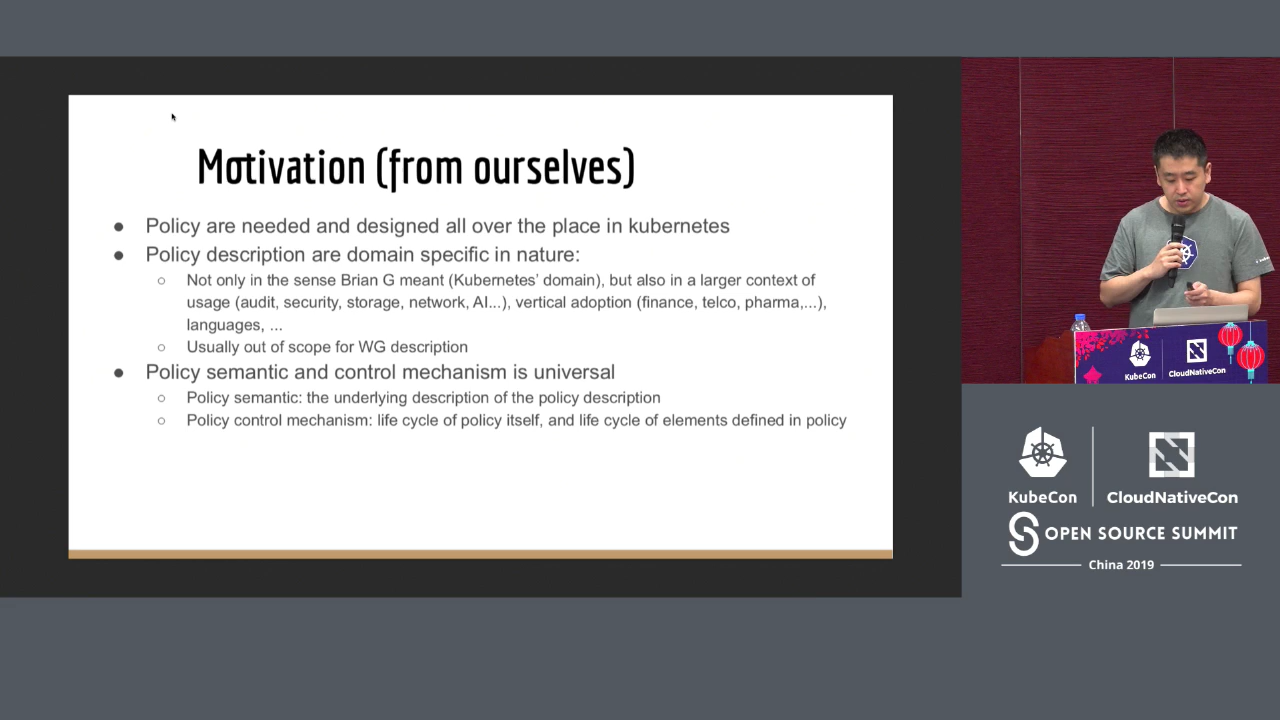 Motivation (from ourselves)
● Policy are needed and designed all over the place in kubernetes
● Policy description are domain specific in nature:
○ Not only in the sense Brian G meant (Kubernetes' domain), but also in a larger context of
usage (audit, security, storage, network, AI...), vertical adoption (finance, telco, pharma,...),
languages, ...
○ Usually out of scope for WG description
● Policy semantic and control mechanism is universal
○ Policy semantic: the underlying description of the policy description
○ Policy control mechanism: life cycle of policy itself, and life cycle of elements defined in policy
KubeCon
CloudNativeCon
KubeCon
CloudNativeCon
OPEN SOURCE SUMMIT
China 2019